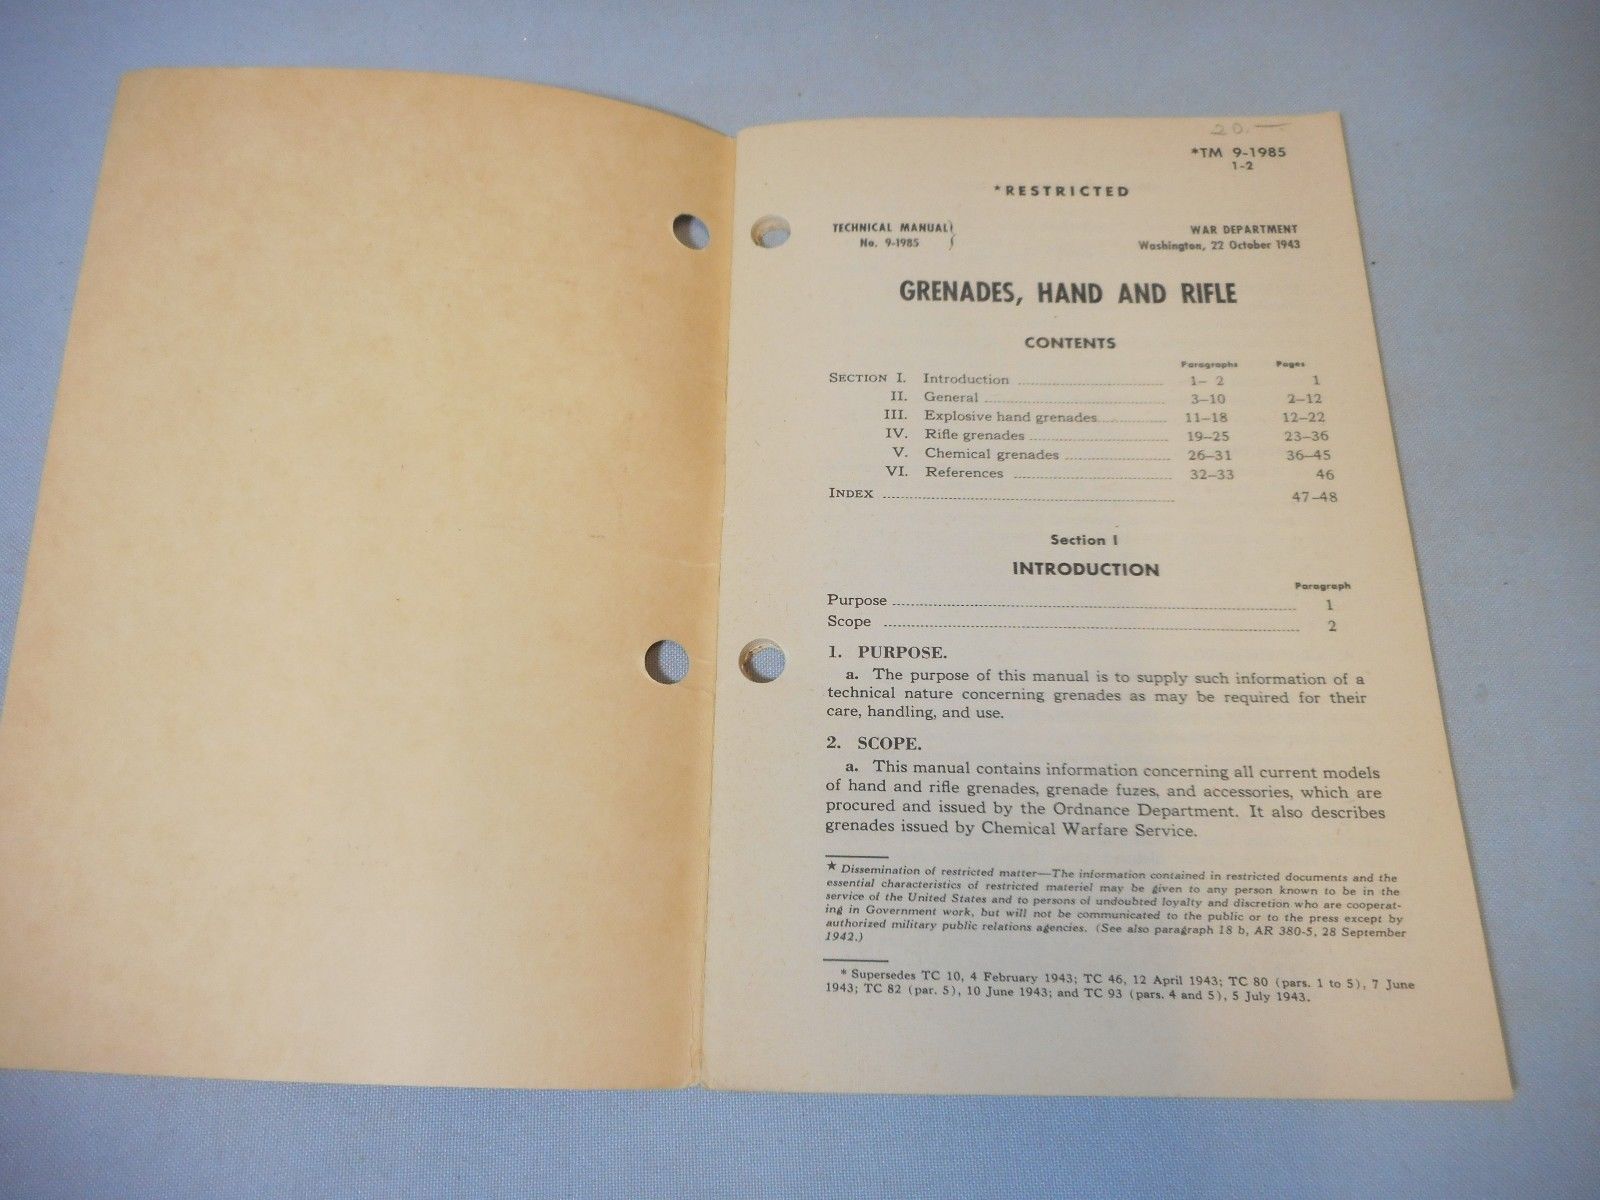 20.—
*TM 9-1985
1-2
*RESTRICTED
TECHNICAL MANUAL} WAR DEPARTMENT
No. 9-1985 Washington, 22 October 1943
GRENADES, HAND AND RIFLE
CONTENTS
Paragraphs Pages
SECTION I. Introduction 1- 2 1
II. General 3-10 2-12
III. Explosive hand grenades 11-18 12-22
IV. Rifle grenades 19-25 23-36
V. Chemical grenades 26-31 36-45
VI. References 32-33 46
INDEX 47-48
Section I
INTRODUCTION
Paragraph
Purpose 1
Scope 2
1. PURPOSE.
a. The purpose of this manual is to supply such information of a
technical nature concerning grenades as may be required for their
care, handling, and use.
2. SCOPE.
a. This manual contains information concerning all current models
of hand and rifle grenades, grenade fuzes, and accessories, which are
procured and issued by the Ordnance Department. It also describes
grenades issued by Chemical Warfare Service.
★ Dissemination of restricted matter—The information contained in restricted documents and the
essential characteristics of restricted materiel may be given to any person known to be in the
service of the United States and to persons of undoubted loyalty and discretion who are cooperat-
ing in Government work, but will not be communicated to the public or to the press except by
authorized military public relations agencies. (See also paragraph 18 b, AR 380-5, 28 September
1942.)
* Supersedes TC 10, 4 February 1943; TC 46, 12 April 1943; TC 80 (pars. 1 to 5), 7 June
1943; TC 82 (par. 5), 10 June 1943; and TC 93 (pars. 4 and 5), 5 July 1943.